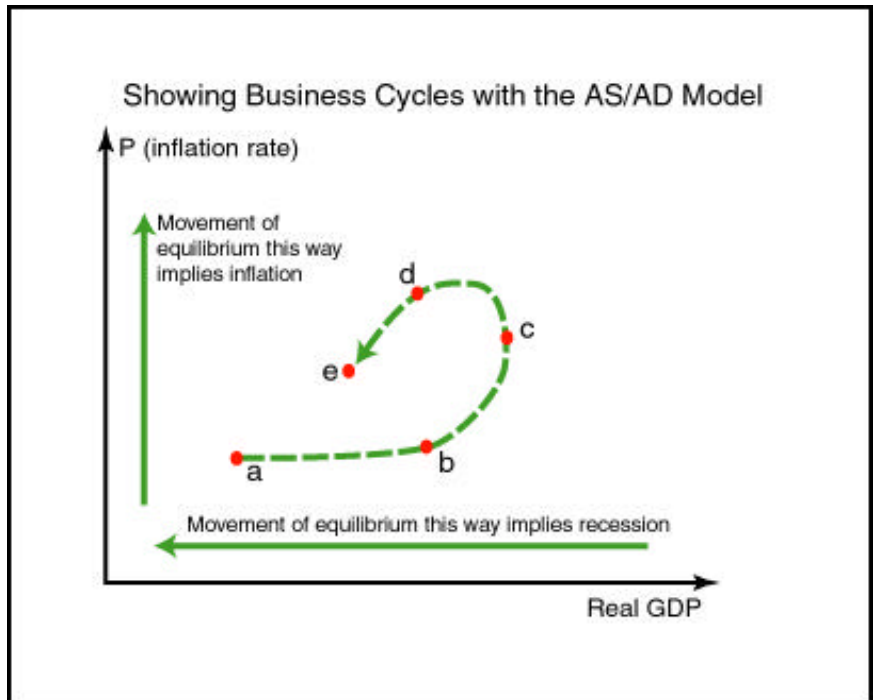 Showing Business Cycles with the AS/AD Model
P (inflation rate)
Movement of
equilibrium this way
implies inflation
d
c
e
a
b
Movement of equilibrium this way implies recession
Real GDP